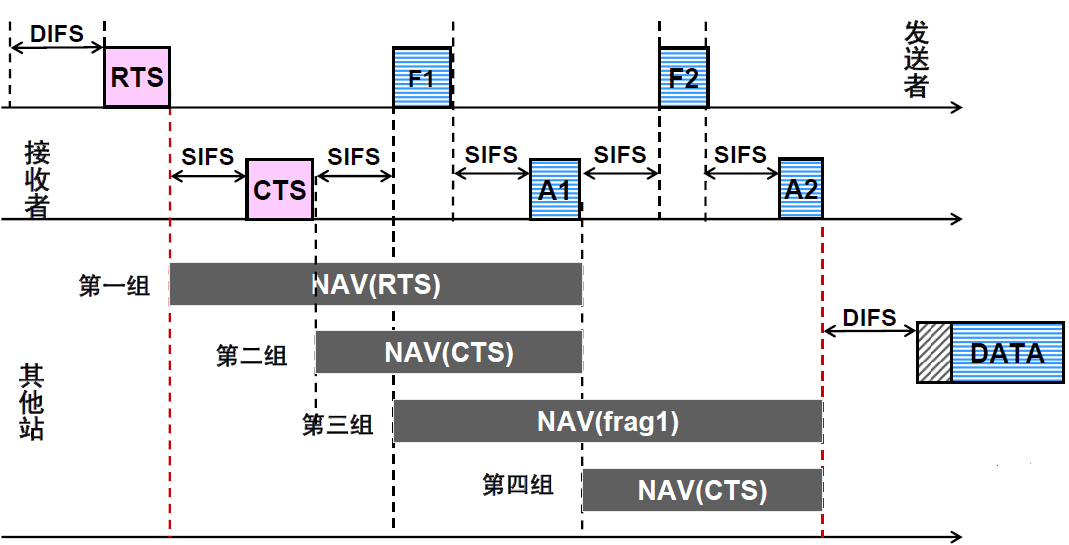 DIFS
RTS
F1
F2
发送者
接收者
SIFS
CTS
SIFS
SIFS
A1
SIFS
SIFS
A2
第一组
NAV(RTS)
第二组
NAV(CTS)
DIFS
DATA
其他站
第三组
NAV(frag1)
第四组
NAV(CTS)